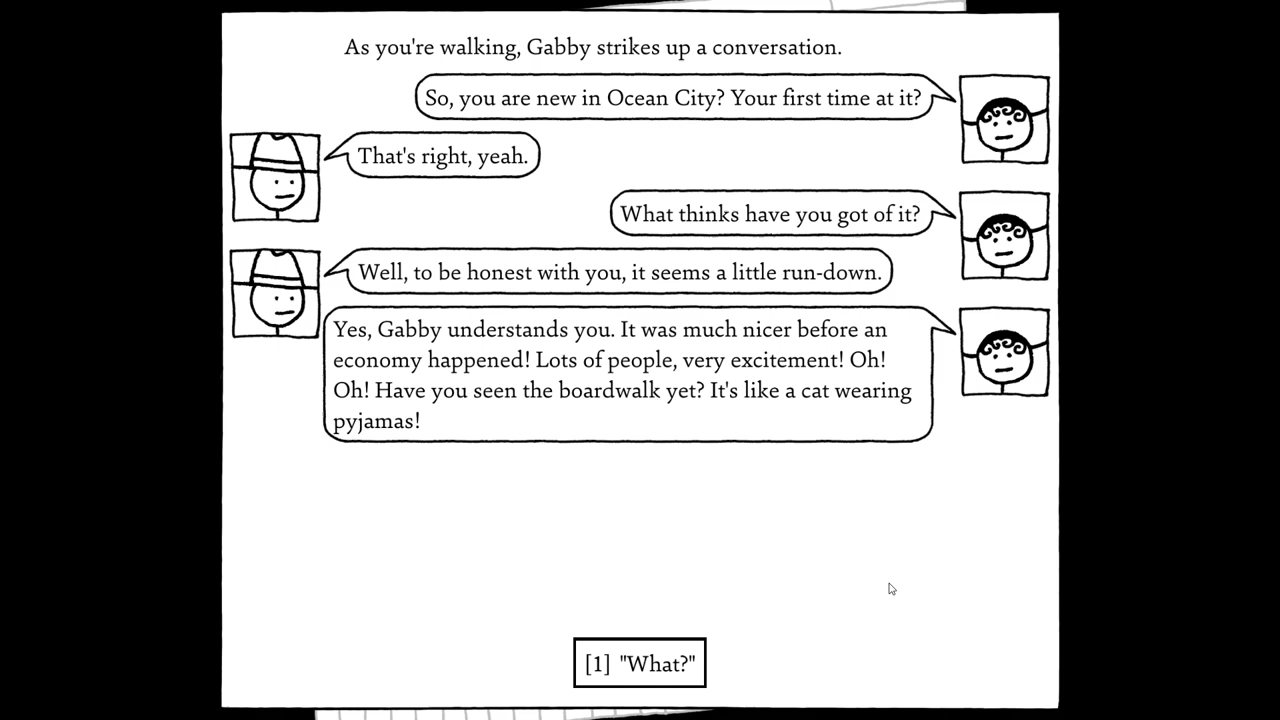 As you're walking, Gabby strikes up a conversation.
So, you are new in Ocean City? Your first time at it?
That's right, yeah.
What thinks have you got of it?
Well, to be honest with you, it seems a little run-down.
Yes, Gabby understands you. It was much nicer before an
economy happened! Lots of people, very excitement! Oh!
Oh! Have you seen the boardwalk yet? It's like a cat wearing
pyjamas!
[1] "What?"